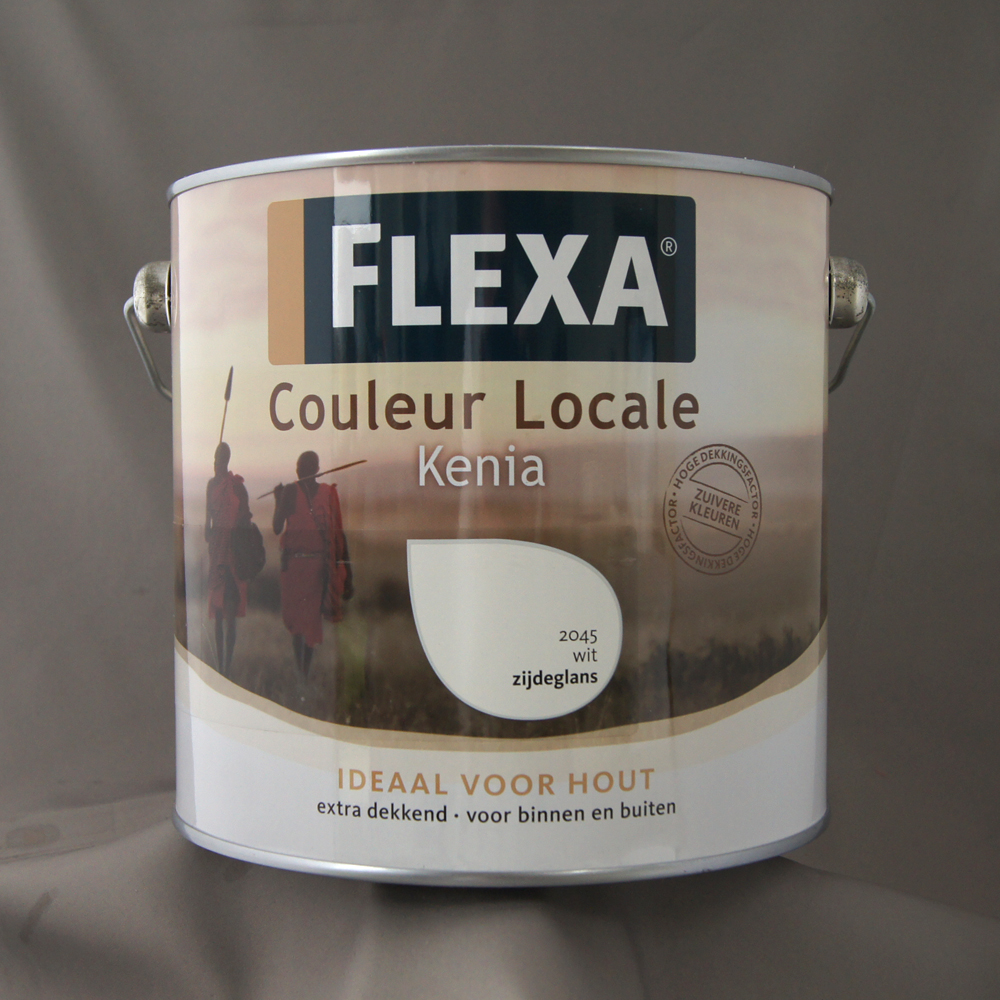 FLEXA®
Couleur Locale
Kenia
HOGE DEKKINGSFACTOR • HOGE DEKKINGSFACTOR •
ZUIVERE
KLEUREN
2045
wit
zijdeglans
IDEAAL VOOR HOUT
extra dekkend · voor binnen en buiten